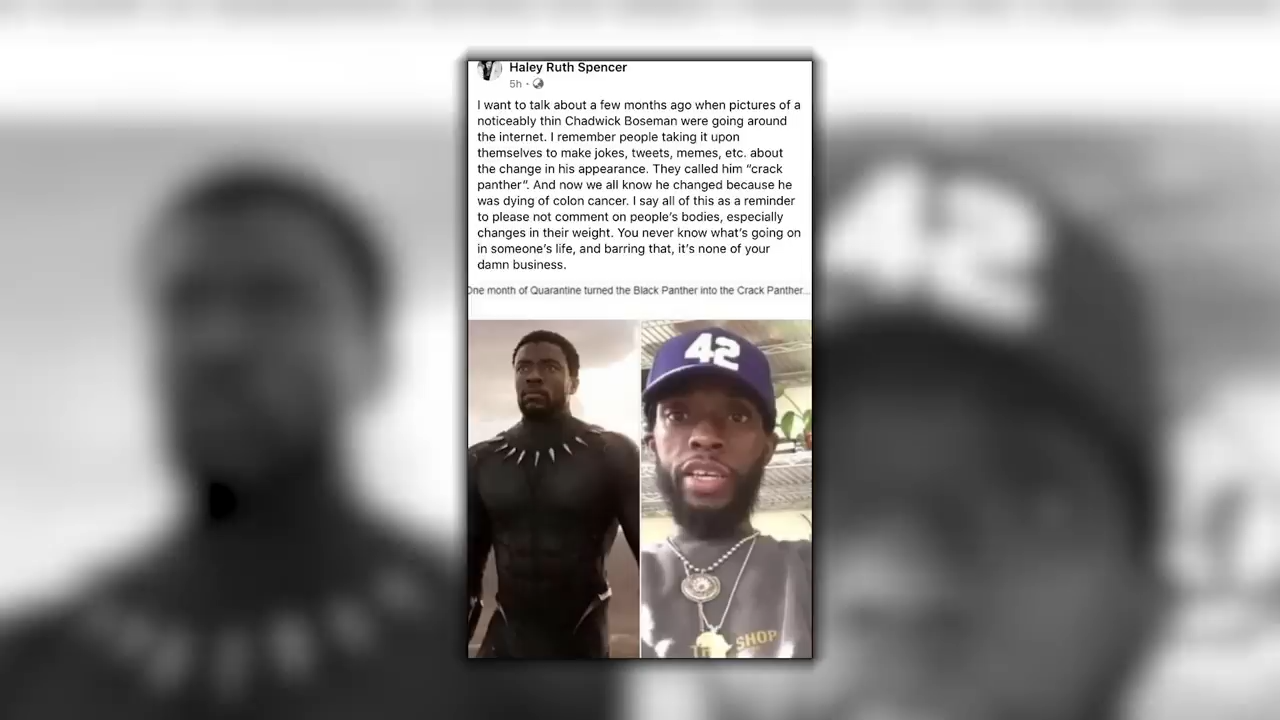 Haley Ruth Spencer
5h ·
I want to talk about a few months ago when pictures of a
noticeably thin Chadwick Boseman were going around
the internet. I remember people taking it upon
themselves to make jokes, tweets, memes, etc. about
the change in his appearance. They called him “crack
panther”. And now we all know he changed because he
was dying of colon cancer. I say all of this as a reminder
to please not comment on people’s bodies, especially
changes in their weight. You never know what’s going on
in someone’s life, and barring that, it’s none of your
damn business.
One month of Quarantine turned the Black Panther into the Crack Panther...
42
SHOP